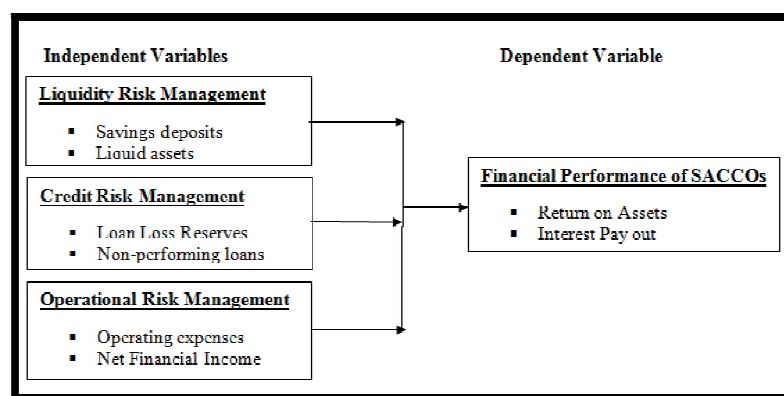 Independent Variables
Dependent Variable
Liquidity Risk Management
▪ Savings deposits
▪ Liquid assets
Credit Risk Management
▪ Loan Loss Reserves
▪ Non-performing loans
Operational Risk Management
▪ Operating expenses
▪ Net Financial Income
Financial Performance of SACCOs
▪ Return on Assets
▪ Interest Pay out